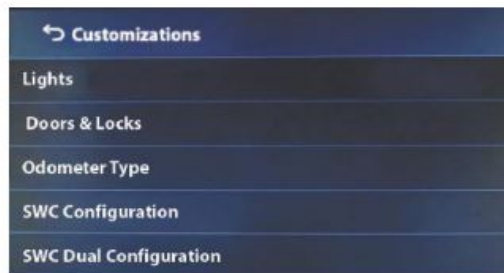 Customizations
Lights
Doors & Locks
Odometer Type
SWC Configuration
SWC Dual Configuration